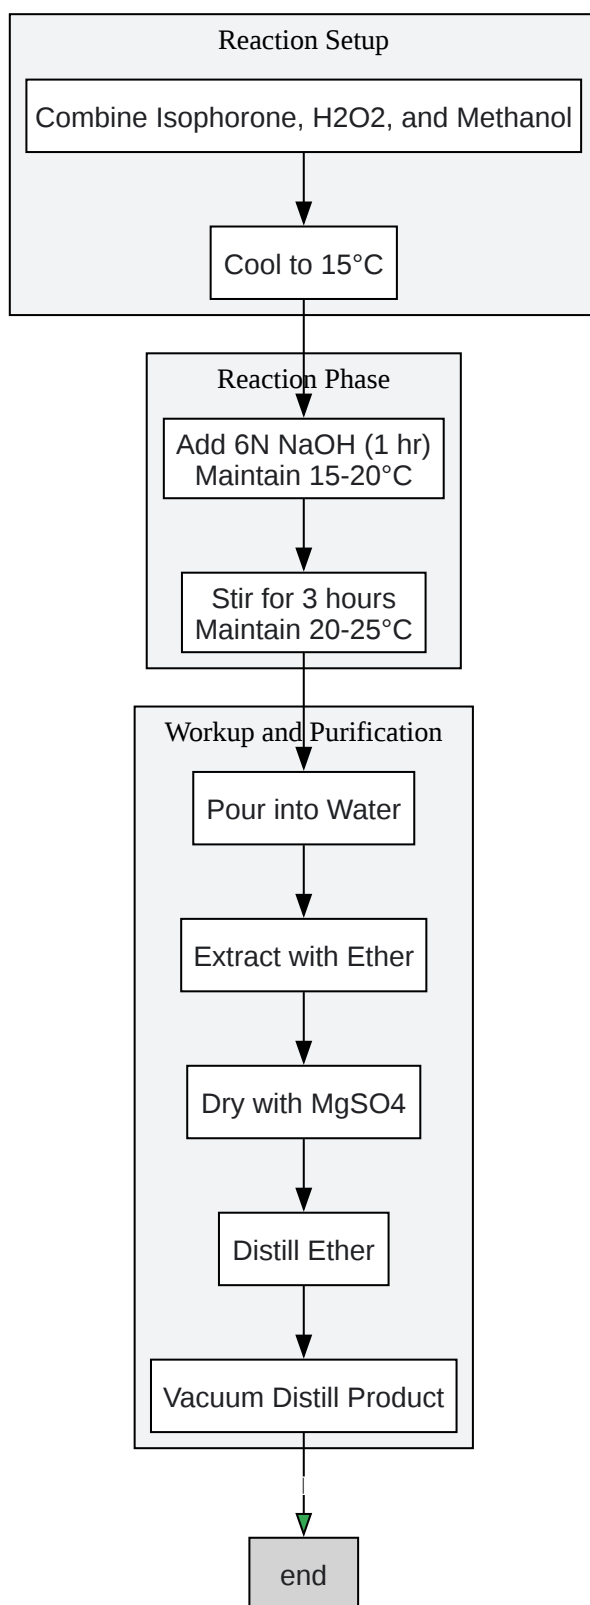 Reaction Setup
Combine Isophorone, H2O2, and Methanol
Cool to 15°C
Reaction Phase
Add 6N NaOH (1 hr)
Maintain 15-20°C
Stir for 3 hours
Maintain 20-25°C
Workup and Purification
Pour into Water
Extract with Ether
Dry with MgSO4
Distill Ether
Vacuum Distill Product
end